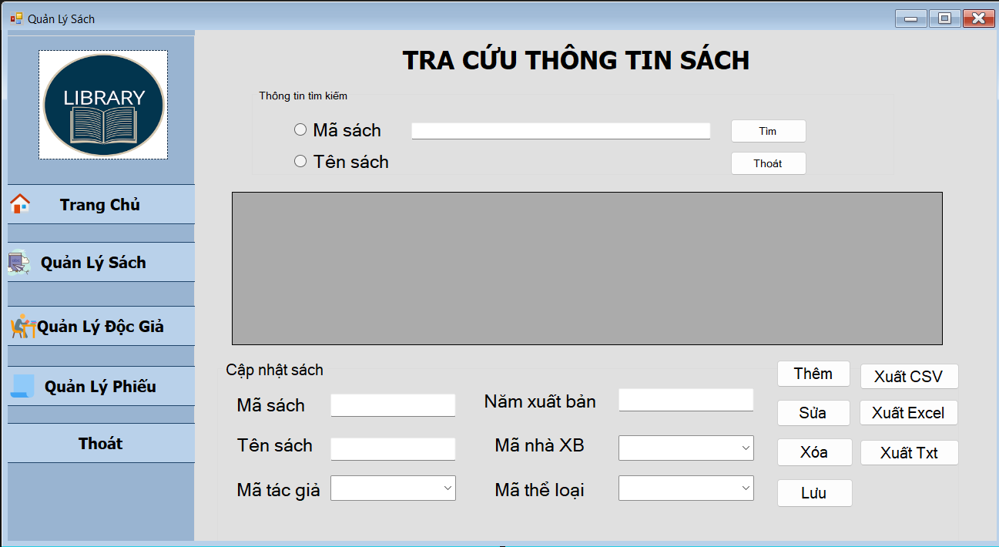 Quản Lý Sách
LIBRARY
Trang Chủ
Quản Lý Sách
Quản Lý Độc Giả
Quản Lý Phiếu
Thoát
TRA CỨU THÔNG TIN SÁCH
Thông tin tìm kiếm
Mã sách
Tìm
Tên sách
Thoát
Cập nhật sách
Mã sách
Năm xuất bản
Tên sách
Mã nhà XB
Mã tác giả
Mã thể loại
Thêm
Xuất CSV
Sửa
Xuất Excel
Xóa
Xuất Txt
Lưu